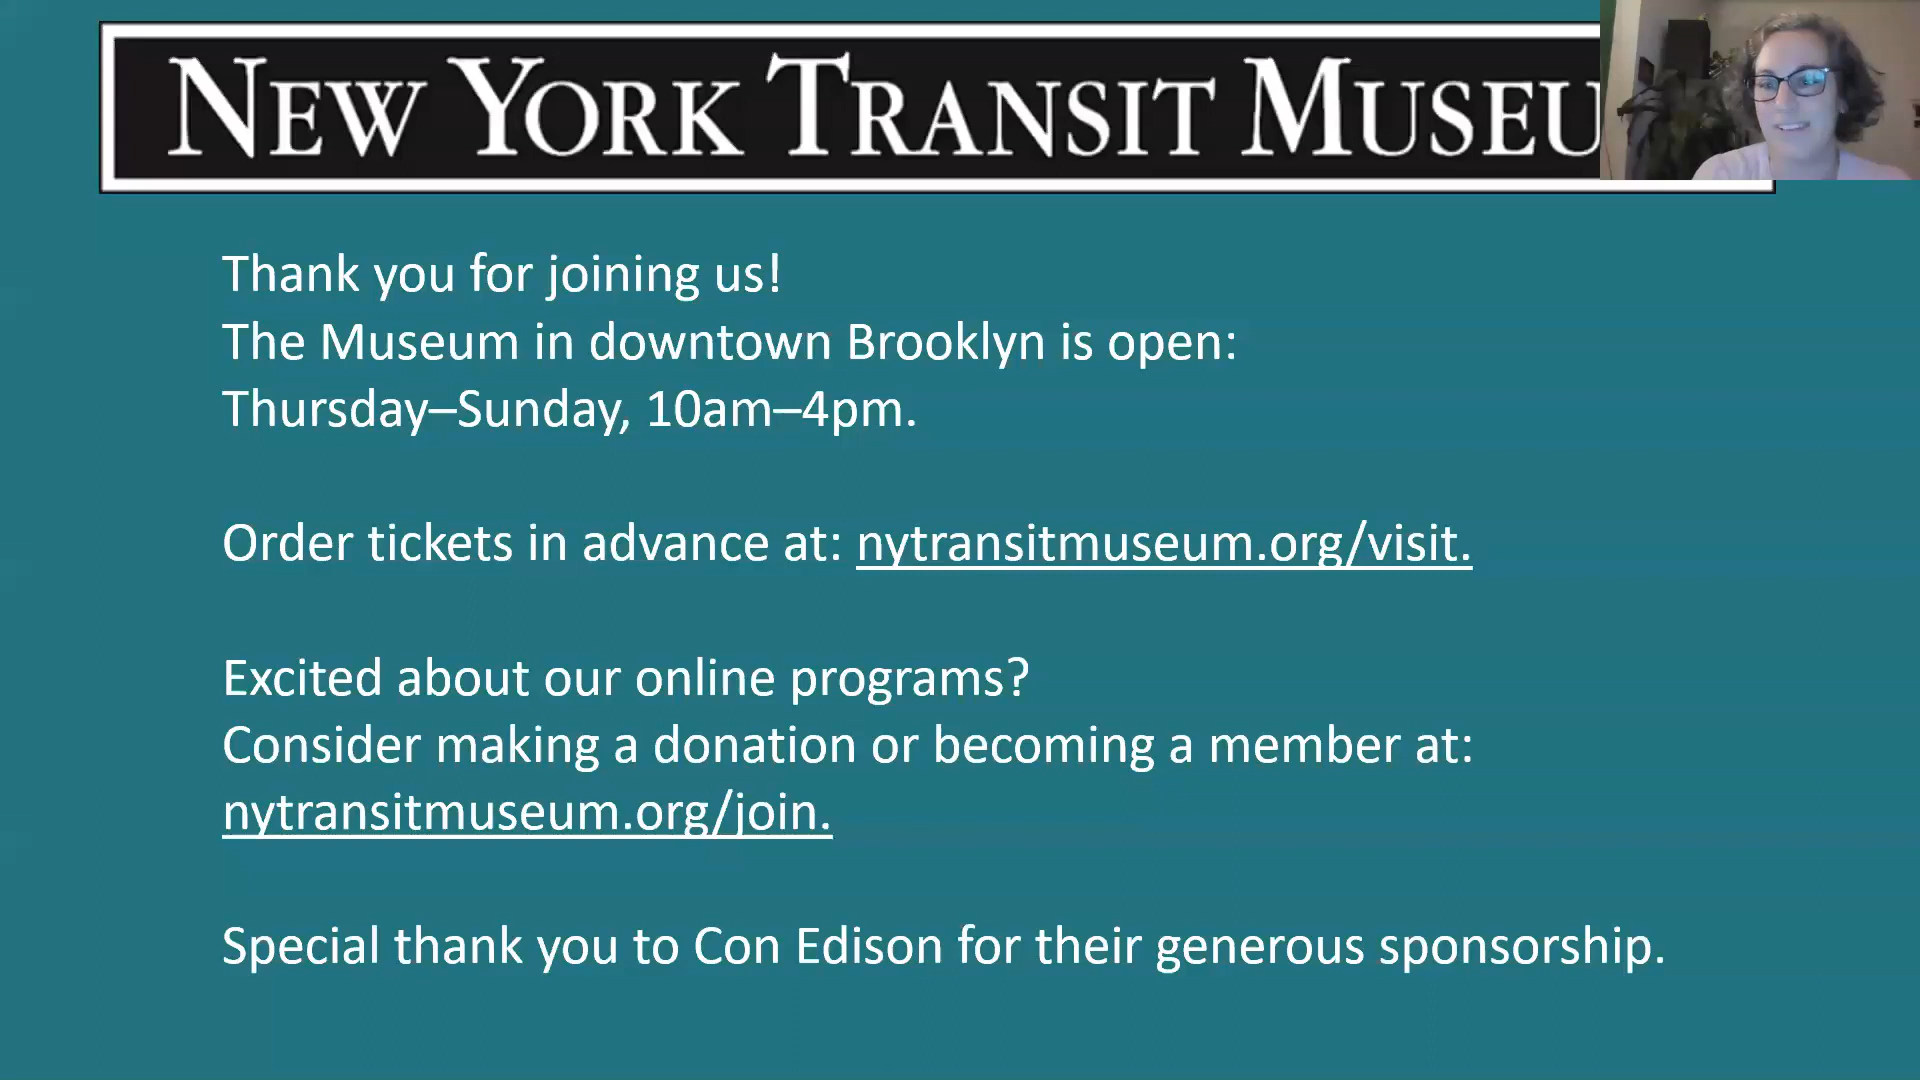 NEW YORK TRANSIT MUSEU
Thank you for joining us!
The Museum in downtown Brooklyn is open:
Thursday–Sunday, 10am–4pm.
Order tickets in advance at: nytransitmuseum.org/visit.
Excited about our online programs?
Consider making a donation or becoming a member at:
nytransitmuseum.org/join.
Special thank you to Con Edison for their generous sponsorship.